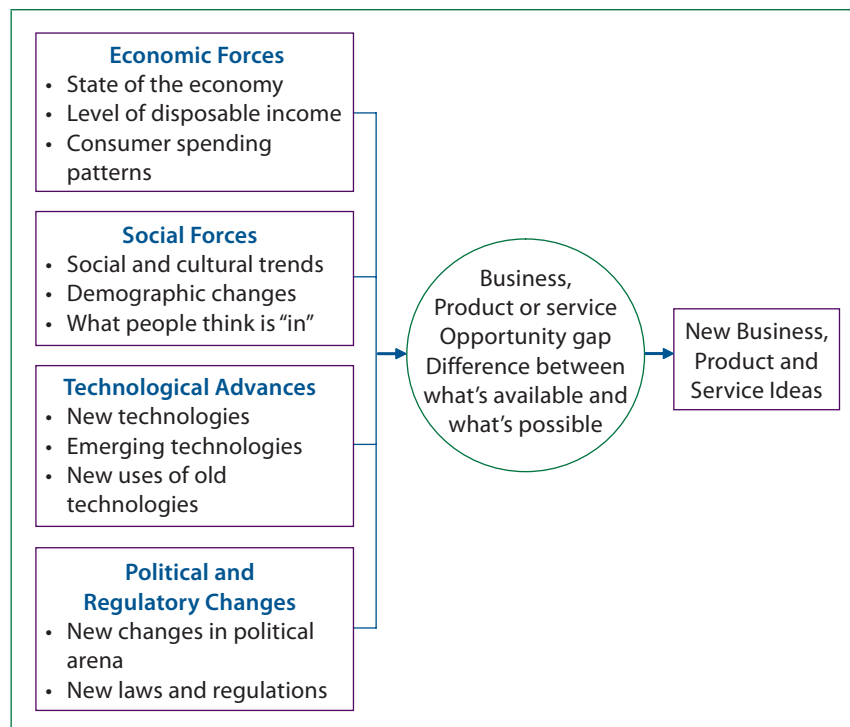 Economic Forces
• State of the economy
• Level of disposable income
• Consumer spending
patterns
Social Forces
• Social and cultural trends
• Demographic changes
• What people think is “in”
Technological Advances
• New technologies
• Emerging technologies
• New uses of old
technologies
Political and
Regulatory Changes
• New changes in political
arena
• New laws and regulations
Business,
Product or service
Opportunity gap
Difference between
what’s available and
what’s possible
New Business,
Product and
Service Ideas